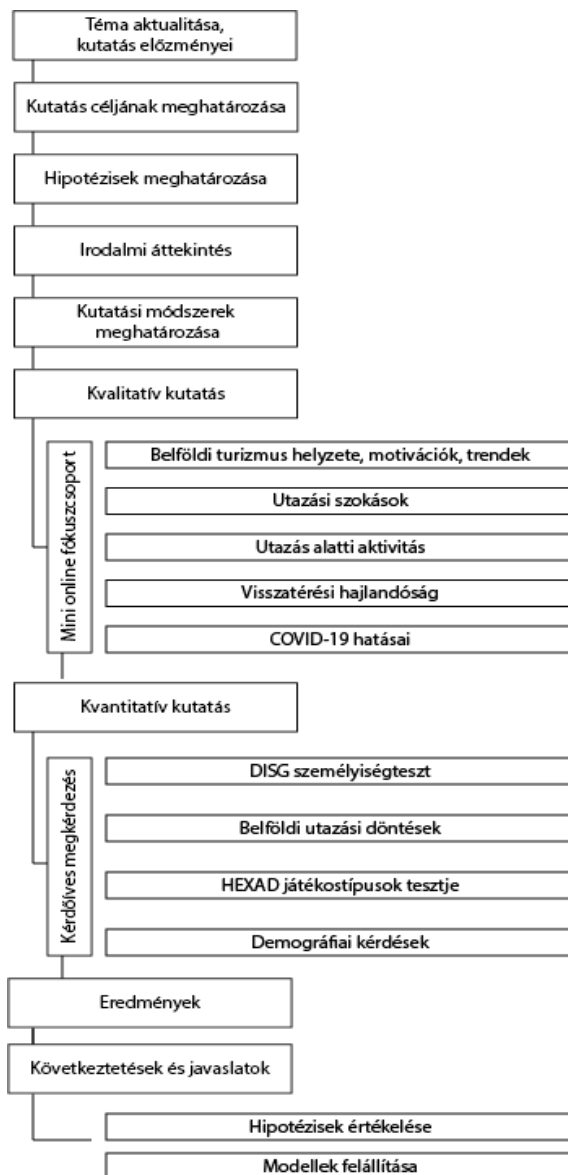 Téma aktualitása,
kutatás előzményei
Kutatás céljának meghatározása
Hipotézisek meghatározása
Irodalmi áttekintés
Kutatási módszerek
meghatározása
Kvalitatív kutatás
Mini online fókuszcsoport
Belföldi turizmus helyzete, motivációk, trendek
Utazási szokások
Utazás alatti aktivitás
Visszatérési hajlandóság
COVID-19 hatásai
Kvantitatív kutatás
Kérdőíves megkérdezés
DISG személyiségteszt
Belföldi utazási döntések
HEXAD játékostípusok tesztje
Demográfiai kérdések
Eredmények
Következtetések és javaslatok
Hipotézisek értékelése
Modellek felállítása